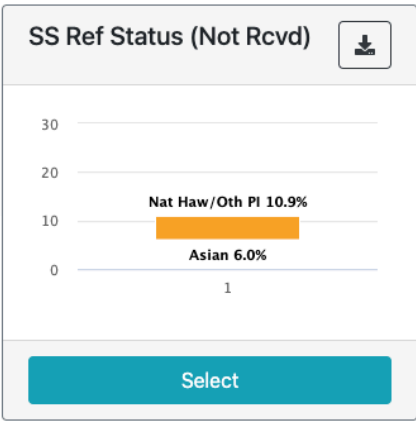 SS Ref Status (Not Rcvd)
30
20
Nat Haw/Oth PI 10.9%
10
Asian 6.0%
0
1
Select